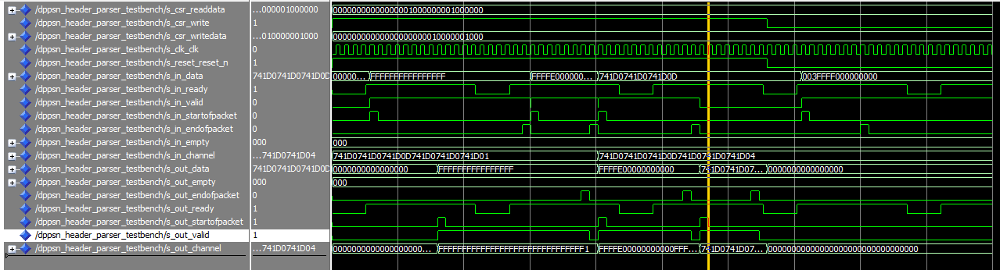 /dppsn_header_parser_testbench/s_csr_readdata ...000001000000 00000000000000001000000001000000
/dppsn_header_parser_testbench/s_csr_write 1
/dppsn_header_parser_testbench/s_csr_writedata ...010000001000 00000000000000000000010000001000
/dppsn_header_parser_testbench/s_clk_clk 0
/dppsn_header_parser_testbench/s_reset_reset_n 1
/dppsn_header_parser_testbench/s_in_data 741D0741D0741D0D 00000... FFFFFFFFFFFFFFFF FFFFE000000... 741D0741D0741D0D 003FFFF000000000
/dppsn_header_parser_testbench/s_in_ready 1
/dppsn_header_parser_testbench/s_in_valid 0
/dppsn_header_parser_testbench/s_in_startofpacket 0
/dppsn_header_parser_testbench/s_in_endofpacket 0
/dppsn_header_parser_testbench/s_in_empty 000 000
/dppsn_header_parser_testbench/s_in_channel ...741D0741D04 741D0741D0741D0D741D0741D0741D01 741D0741D0741D0D741D0741D0741D04
/dppsn_header_parser_testbench/s_out_data 741D0741D0741D0D 0000000000000000 FFFFFFFFFFFFFFFF FFFFE00000000000 741D0741D07... 0000000000000000
/dppsn_header_parser_testbench/s_out_empty 000 000
/dppsn_header_parser_testbench/s_out_endofpacket 0
/dppsn_header_parser_testbench/s_out_ready 1
/dppsn_header_parser_testbench/s_out_startofpacket 1
/dppsn_header_parser_testbench/s_out_valid 1
/dppsn_header_parser_testbench/s_out_channel ...741D0741D04 00000000000000000... FFFFFFFFFFFFFFFFFFFFFFFFFFFFFFF1 FFFFE00000000000FFF... 741D0741D07... 00000000000000000000000000000000